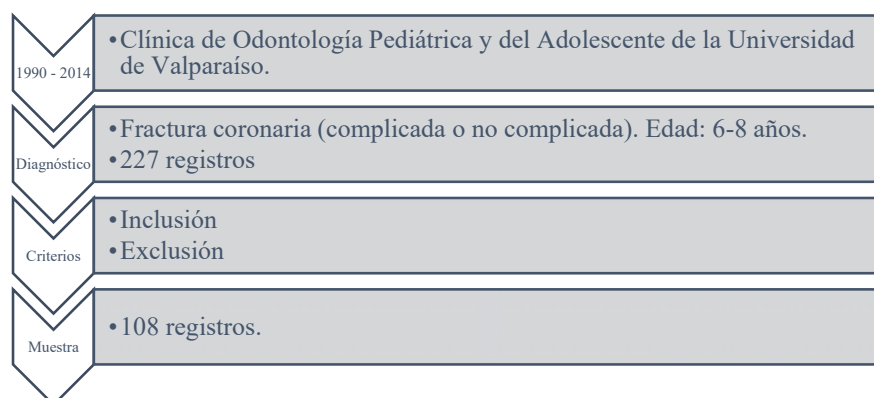 1990 - 2014
•Clínica de Odontología Pediátrica y del Adolescente de la Universidad
de Valparaíso.
Diagnóstico
•Fractura coronaria (complicada o no complicada). Edad: 6-8 años.
•227 registros
Criterios
•Inclusión
•Exclusión
Muestra
•108 registros.